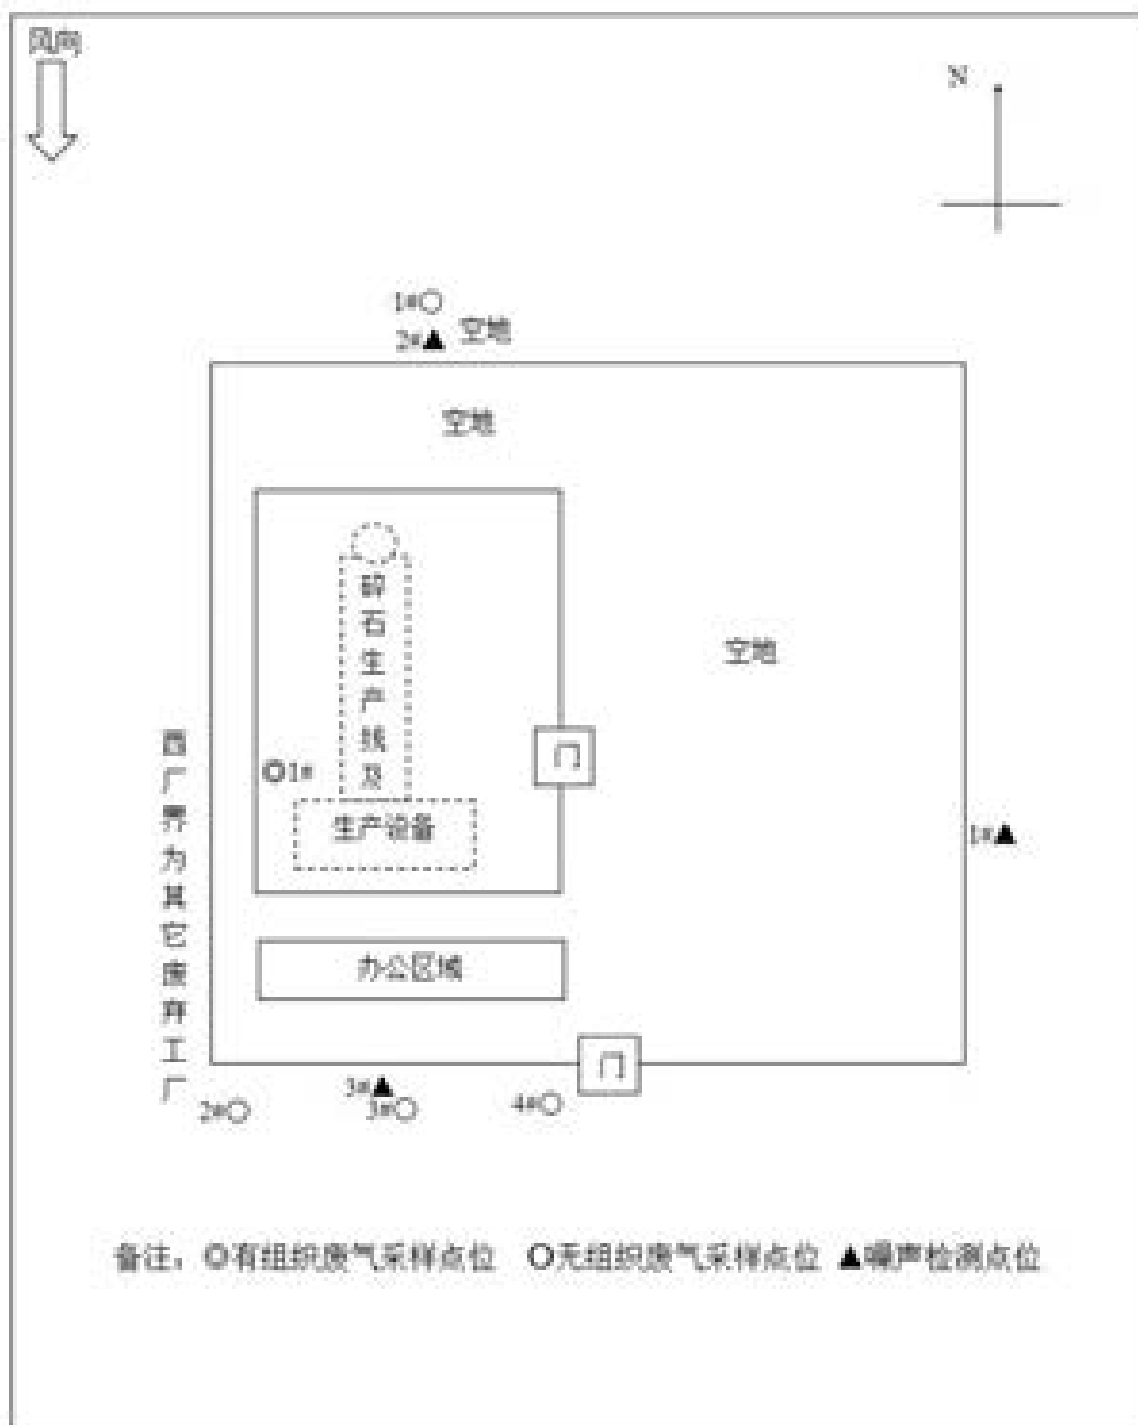 风向
N
1#○
2#▲ 空地
空地
碎石生产线及
生产设备
◎1#
门
空地
1#▲
西厂界为其它废弃工厂
办公区域
门
3#▲
2#○
3#○
4#○
备注：◎有组织废气采样点位 ○无组织废气采样点位 ▲噪声检测点位